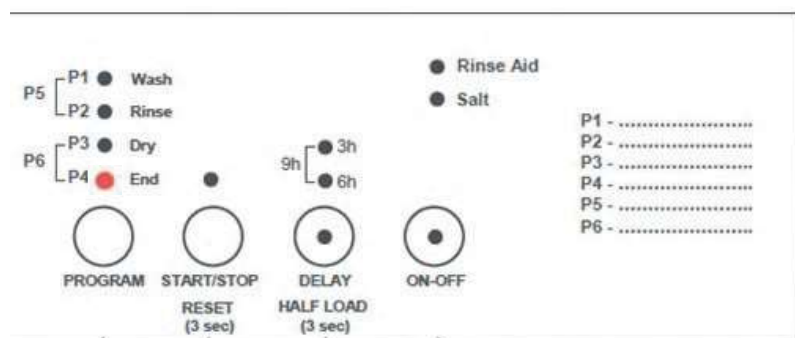 P5
P1 Wash
P2 Rinse
P6
P3 Dry
P4 End
9h
3h
6h
Rinse Aid
Salt
P1 - ........................
P2 - ........................
P3 - ........................
P4 - ........................
P5 - ........................
P6 - ........................
PROGRAM
START/STOP
RESET
(3 sec)
DELAY
HALF LOAD
(3 sec)
ON-OFF